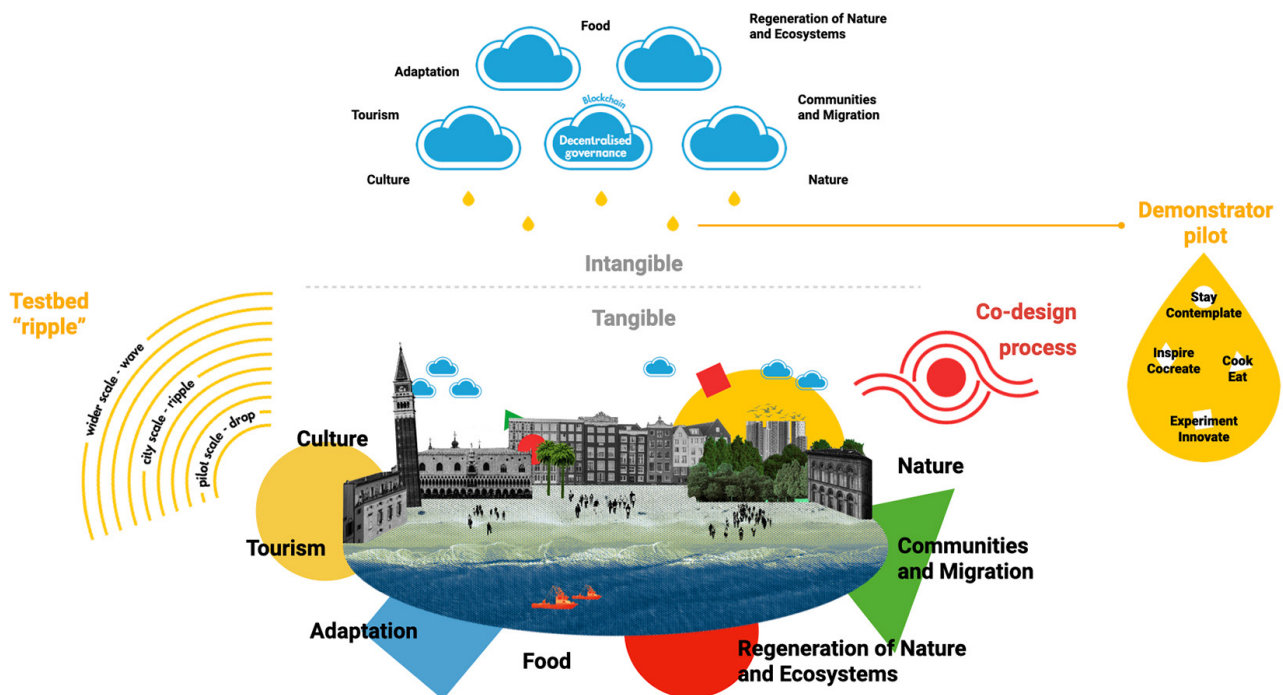 Food
Regeneration of Nature
and Ecosystems
Adaptation
Blockchain
Tourism
Communities
and Migration
Decentralised
governance
Culture
Nature
Demonstrator
pilot
Intangible
Tangible
Testbed
“ripple”
Stay
Contemplate
Inspire
Cocreate
Cook
Eat
Experiment
Innovate
Co-design
process
wider scale - wave
city scale - ripple
pilot scale - drop
Culture
Nature
Tourism
Communities
and Migration
Adaptation
Food
Regeneration of Nature
and Ecosystems